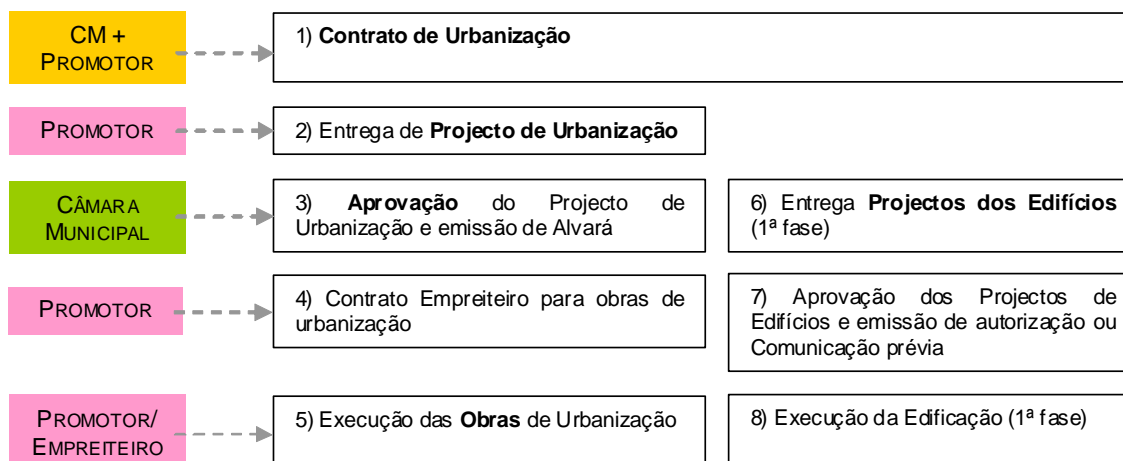 CM +
PROMOTOR
1) Contrato de Urbanização
PROMOTOR
2) Entrega de Projecto de Urbanização
CÂMARA
MUNICIPAL
3) Aprovação do Projecto de
Urbanização e emissão de Alvará
6) Entrega Projectos dos Edifícios
(1ª fase)
PROMOTOR
4) Contrato Empreiteiro para obras de
urbanização
7) Aprovação dos Projectos de
Edifícios e emissão de autorização ou
Comunicação prévia
PROMOTOR/
EMPREITEIRO
5) Execução das Obras de Urbanização
8) Execução da Edificação (1ª fase)